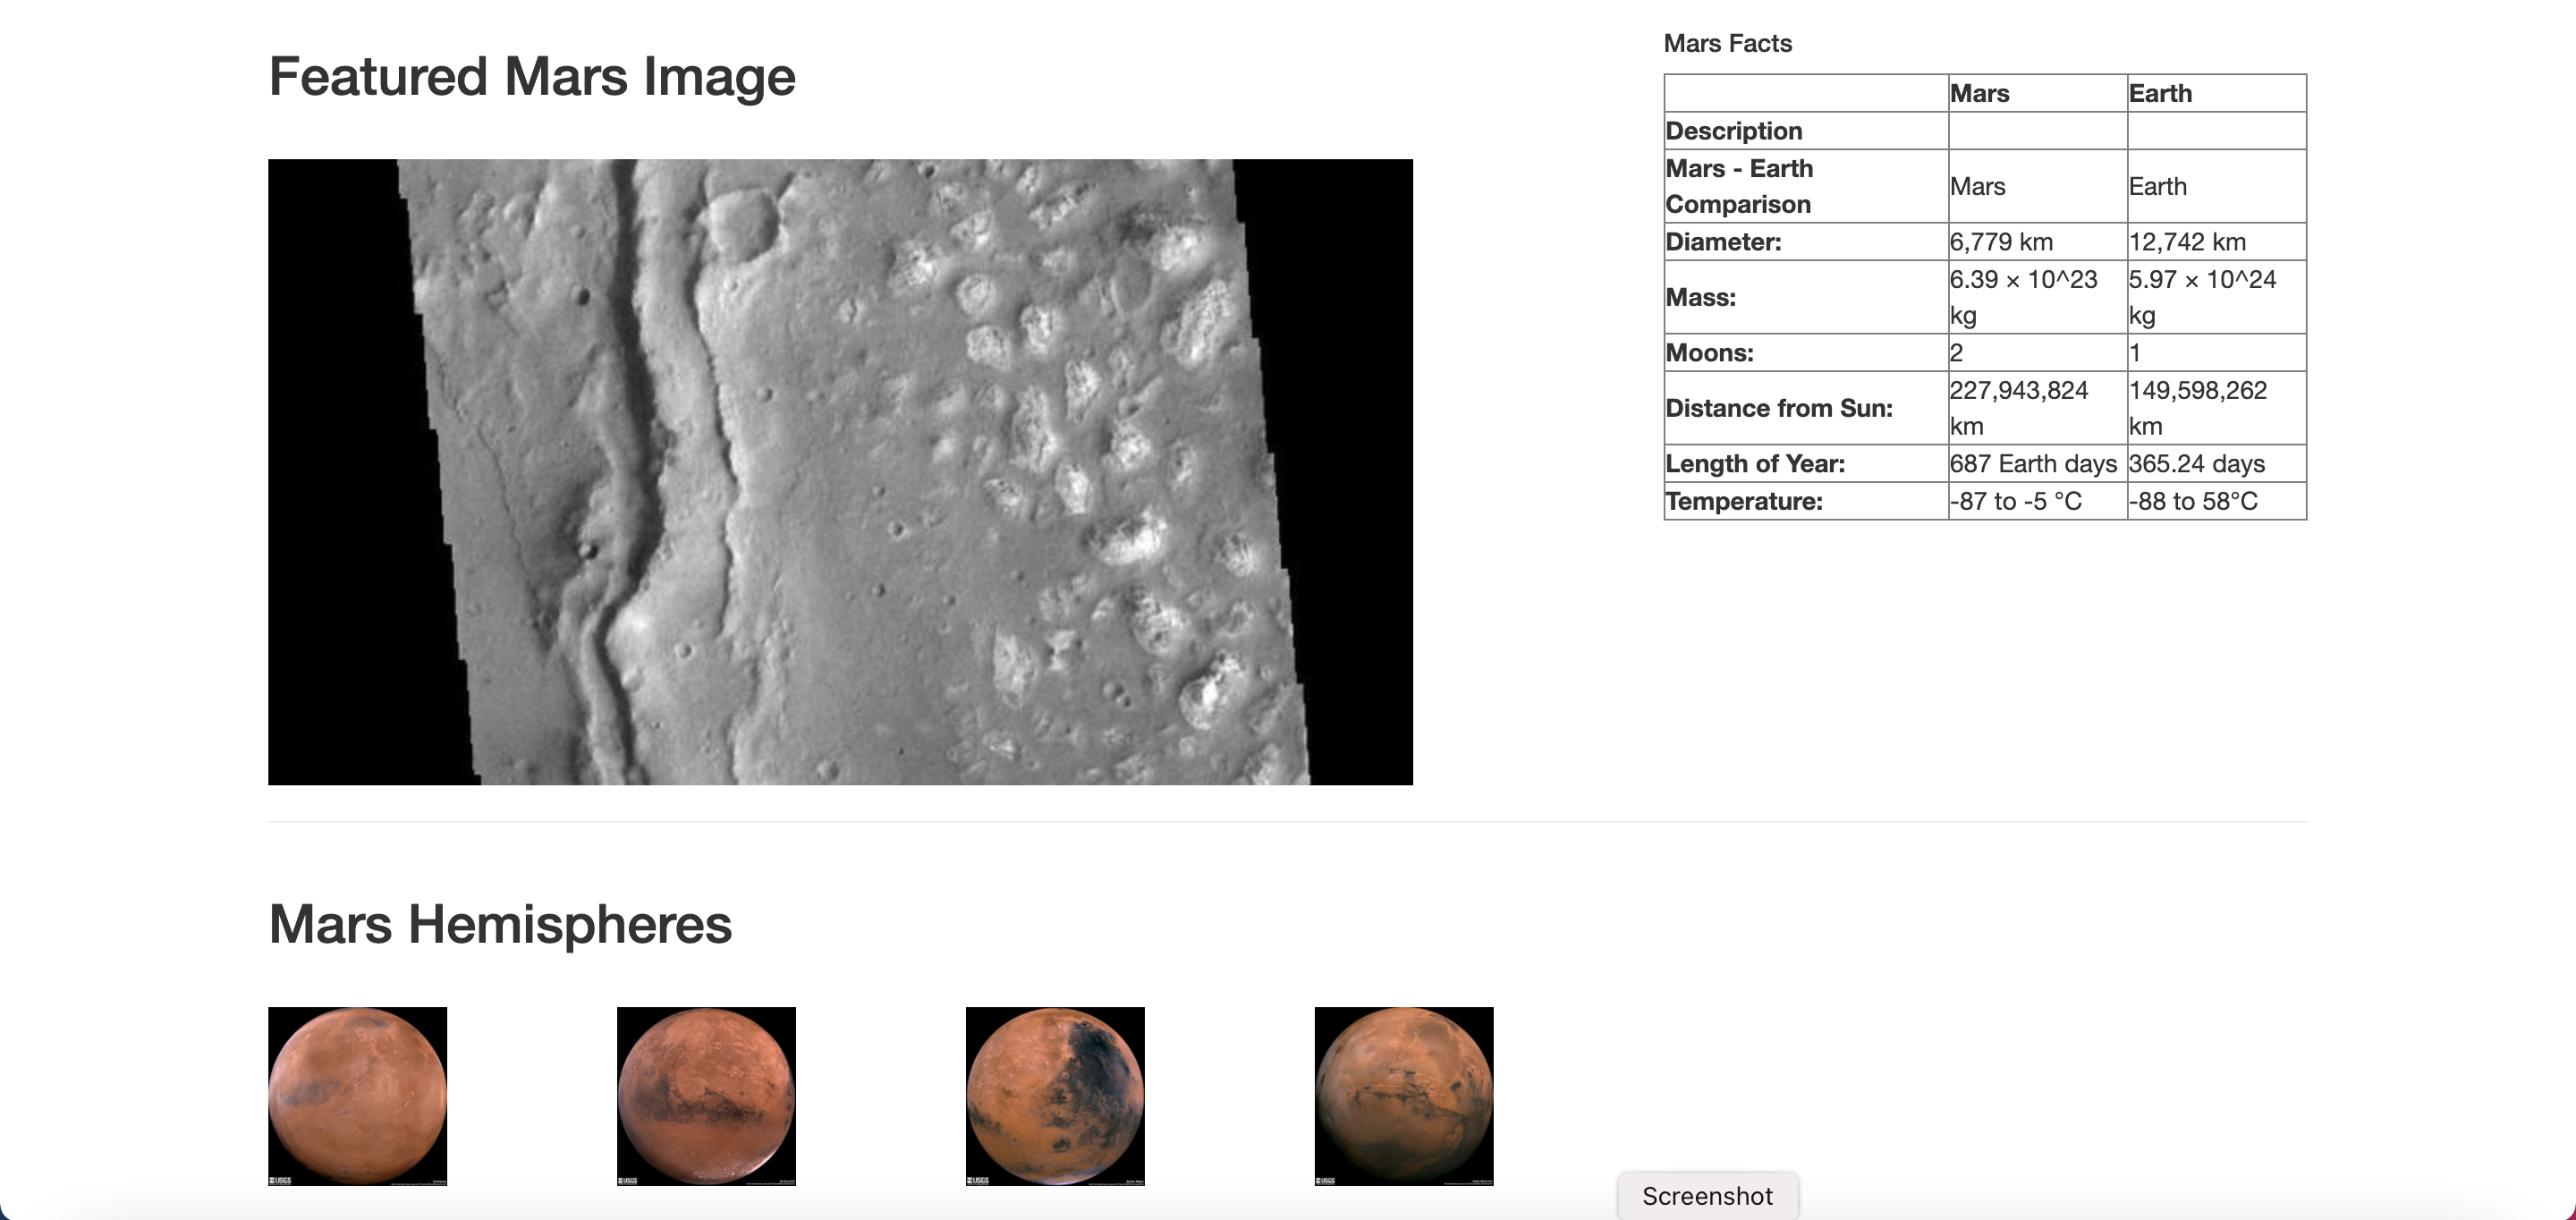 Featured Mars Image
Mars Facts
Mars Earth
Description
Mars - Earth
Comparison
Mars Earth
Diameter: 6,779 km 12,742 km
Mass: 6.39 × 10^23 kg 5.97 × 10^24 kg
Moons: 2 1
Distance from Sun: 227,943,824 km 149,598,262 km
Length of Year: 687 Earth days 365.24 days
Temperature: -87 to -5 °C -88 to 58°C
Mars Hemispheres
USGS
USGS
USGS
USGS
Screenshot